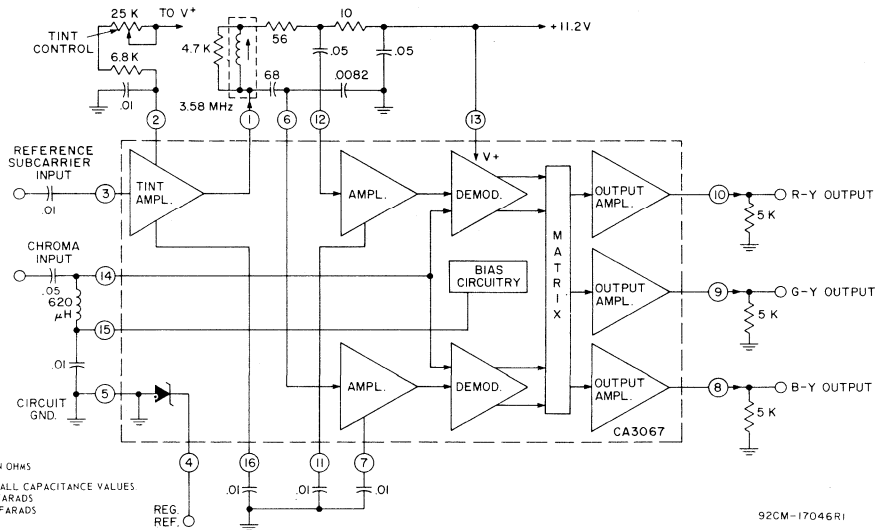 25 K
TO V+
TINT
CONTROL
6.8 K
.01
4.7 K
3.58 MHz
56
10
.05
.05
68
.0082
+11.2V
2
1
6
12
13
REFERENCE
SUBCARRIER
INPUT
.01
3
TINT
AMPL.
AMPL.
V+
DEMOD.
OUTPUT
AMPL.
10
R-Y OUTPUT
5 K
CHROMA
INPUT
.05
14
620
μH
15
BIAS
CIRCUITRY
MATRIX
OUTPUT
AMPL.
9
G-Y OUTPUT
5 K
.01
5
CIRCUIT
GND.
AMPL.
DEMOD.
OUTPUT
AMPL.
8
B-Y OUTPUT
5 K
CA3067
4
16
11
7
.01
.01
.01
REG.
REF.
N OHMS
ALL CAPACITANCE VALUES
ARADS
FARADS
92CM-17046RI